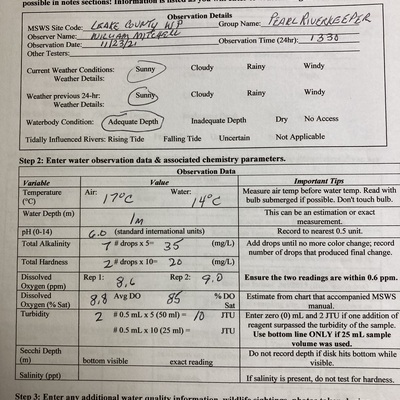 possible in notes sections! Information is listed as you will enter
Observation Details
MSWS Site Code: LEAKE COUNTY WP Group Name: PEARL RIVERKEEPER
Observer Name: WILLIAM MITCHELL
Observation Date: 11/23/21 Observation Time (24hr): 1330
Other Testers:
Current Weather Conditions: Sunny Cloudy Rainy Windy
Weather Details:
Weather previous 24-hr: Sunny Cloudy Rainy Windy
Weather Details:
Waterbody Condition: Adequate Depth Inadequate Depth Dry No Access
Tidally Influenced Rivers: Rising Tide Falling Tide Uncertain Not Applicable
Step 2: Enter water observation data & associated chemistry parameters.
Observation Data
Variable Value Important Tips
Temperature (°C) Air: 17°C Water: 14°C Measure air temp before water temp. Read with bulb submerged if possible. Don't touch bulb.
Water Depth (m) 1m This can be an estimation or exact measurement.
pH (0-14) 6.0 (standard international units) Record to nearest 0.5 unit.
Total Alkalinity 7 # drops x 5= 35 (mg/L) Add drops until no more color change; record number of drops that produced final change.
Total Hardness 2 # drops x 10= 20 (mg/L)
Dissolved Oxygen (ppm) Rep 1: 8.6 Rep 2: 9.0 Ensure the two readings are within 0.6 ppm.
Dissolved Oxygen (% Sat) 8.8 Avg DO 85 % DO Sat Estimate from chart that accompanied MSWS manual.
Turbidity 2 # 0.5 mL x 5 (50 ml) = 10 JTU Enter zero (0) mL and 2 JTU if one addition of reagent surpassed the turbidity of the sample.
# 0.5 mL x 10 (25 ml) = JTU Use bottom line ONLY if 25 mL sample volume was used.
Secchi Depth (m) bottom visible exact reading Do not record depth if disk hits bottom while visible.
Salinity (ppt) If salinity is present, do not test for hardness.
Step 3: Enter any additional water quality information, wildlife sightings, photos